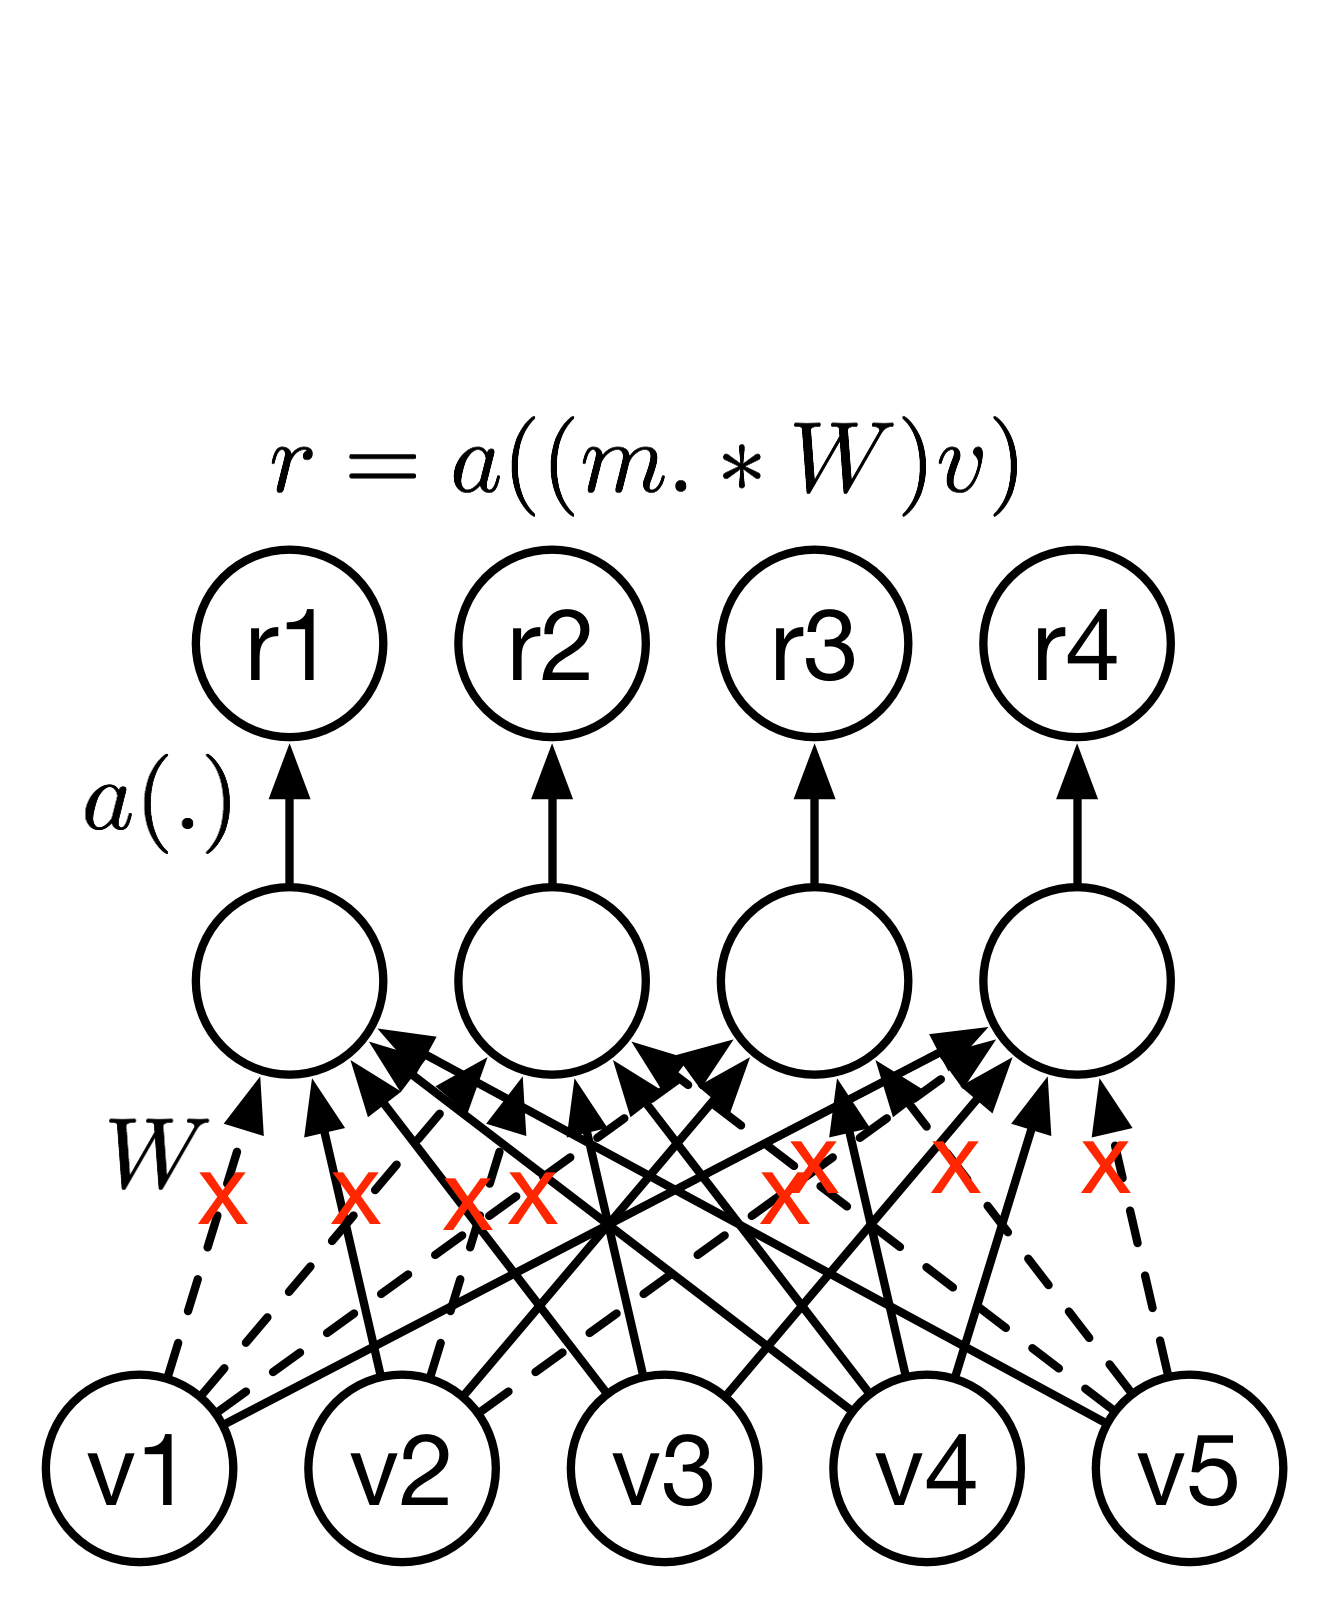 r = a((m. * W)v)
r1 r2 r3 r4
a(.)
W
x x x x x x x x
v1 v2 v3 v4 v5